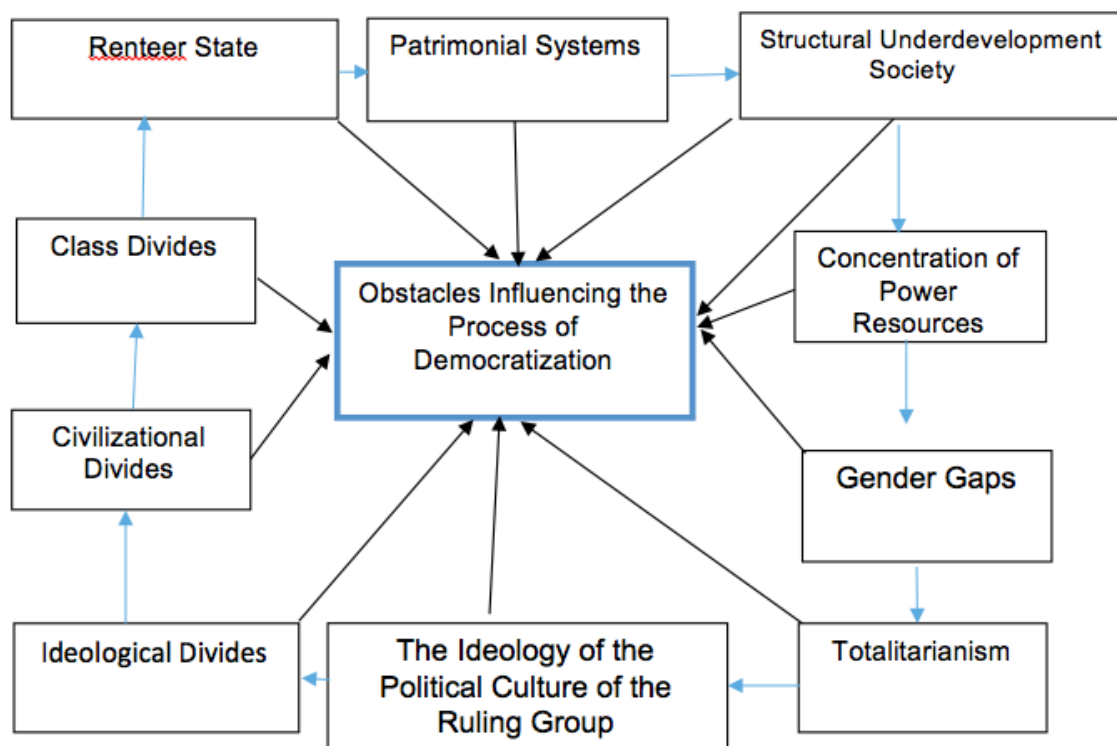 Renteer State
Patrimonial Systems
Structural Underdevelopment
Society
Class Divides
Obstacles Influencing the
Process of
Democratization
Concentration of
Power
Resources
Civilizational
Divides
Gender Gaps
Ideological Divides
The Ideology of the
Political Culture of the
Ruling Group
Totalitarianism